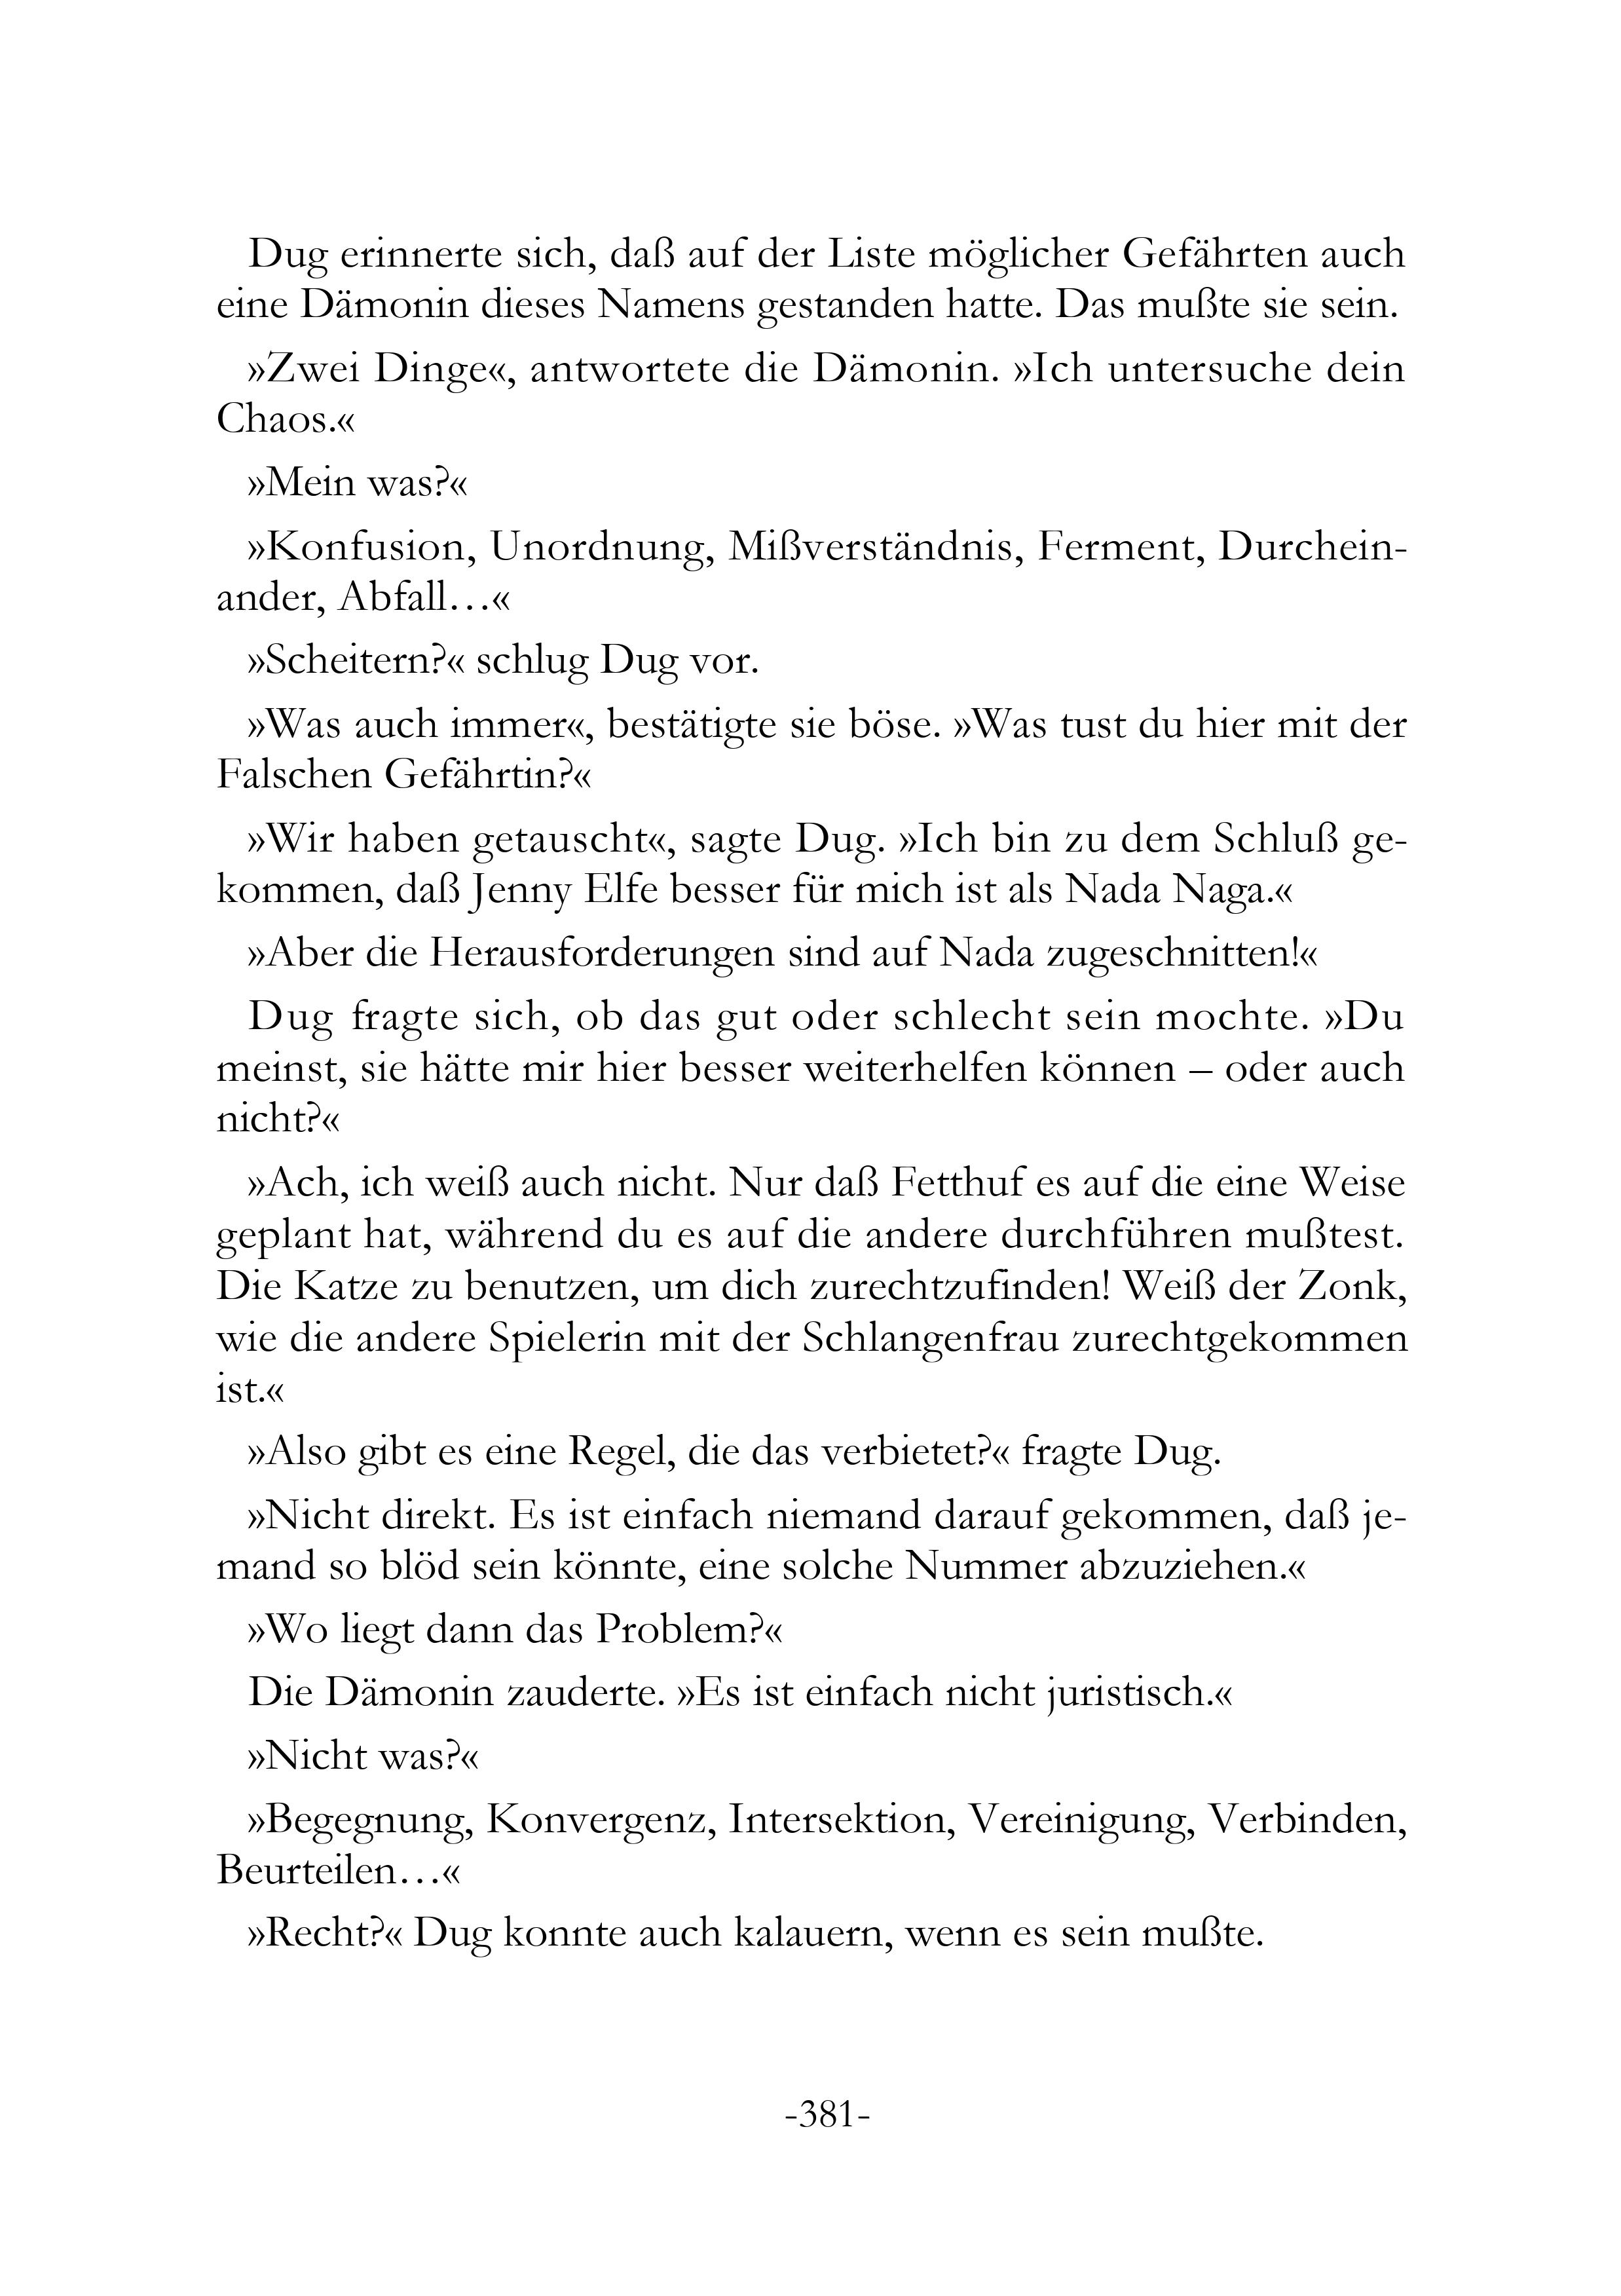 Dug erinnerte sich, daß auf der Liste möglicher Gefährten auch
eine Dämonin dieses Namens gestanden hatte. Das mußte sie sein.
»Zwei Dinge«, antwortete die Dämonin. »Ich untersuche dein
Chaos.«
»Mein was?«
»Konfusion, Unordnung, Mißverständnis, Ferment, Durchein-
ander, Abfall…«
»Scheitern?« schlug Dug vor.
»Was auch immer«, bestätigte sie böse. »Was tust du hier mit der
Falschen Gefährtin?«
»Wir haben getauscht«, sagte Dug. »Ich bin zu dem Schluß ge-
kommen, daß Jenny Elfe besser für mich ist als Nada Naga.«
»Aber die Herausforderungen sind auf Nada zugeschnitten!«
Dug fragte sich, ob das gut oder schlecht sein mochte. »Du
meinst, sie hätte mir hier besser weiterhelfen können – oder auch
nicht?«
»Ach, ich weiß auch nicht. Nur daß Fetthuf es auf die eine Weise
geplant hat, während du es auf die andere durchführen mußtest.
Die Katze zu benutzen, um dich zurechtzufinden! Weiß der Zonk,
wie die andere Spielerin mit der Schlangenfrau zurechtgekommen
ist.«
»Also gibt es eine Regel, die das verbietet?« fragte Dug.
»Nicht direkt. Es ist einfach niemand darauf gekommen, daß je-
mand so blöd sein könnte, eine solche Nummer abzuziehen.«
»Wo liegt dann das Problem?«
Die Dämonin zauderte. »Es ist einfach nicht juristisch.«
»Nicht was?«
»Begegnung, Konvergenz, Intersektion, Vereinigung, Verbinden,
Beurteilen…«
»Recht?« Dug konnte auch kalauern, wenn es sein mußte.
-381-